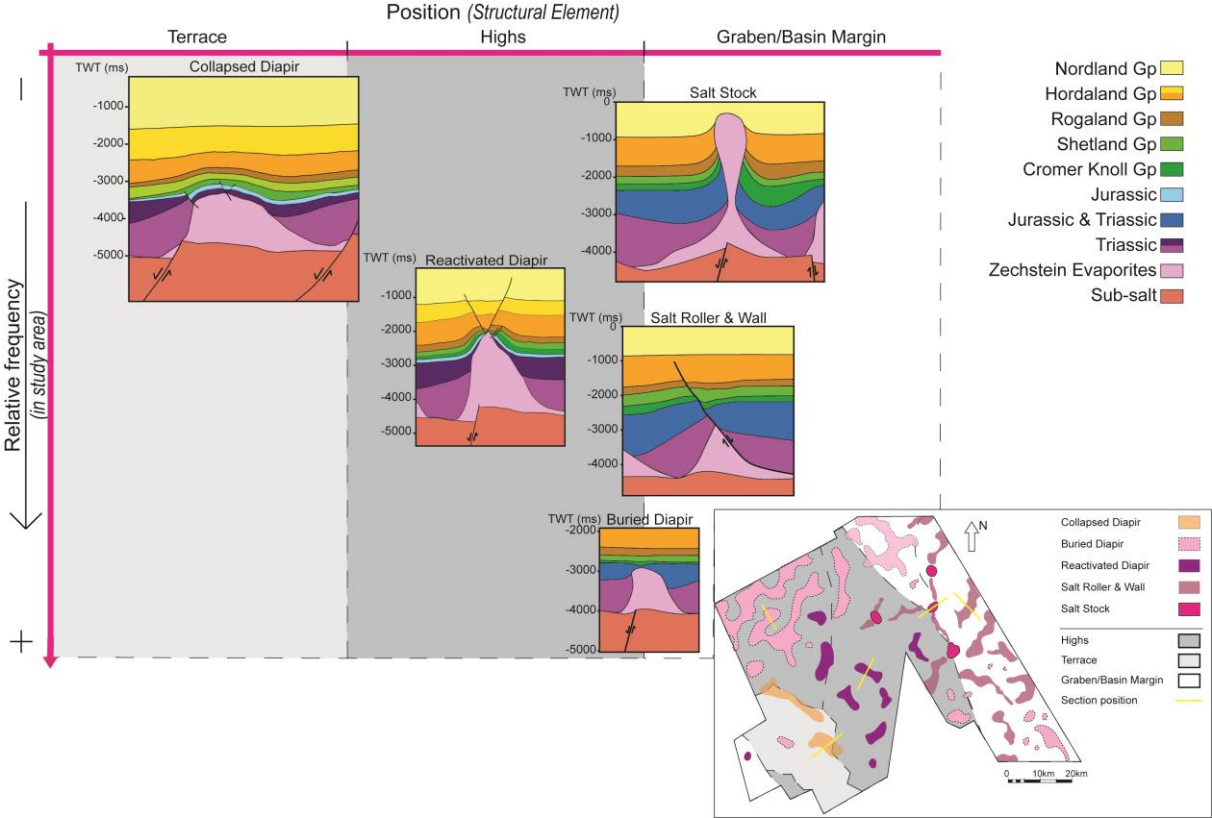 Position (Structural Element)
Terrace
Highs
Graben/Basin Margin
Relative frequency
(in study area)
TWT (ms)
Collapsed Diapir
-1000
-2000
-3000
-4000
-5000
TWT (ms)
Reactivated Diapir
-1000
-2000
-3000
-4000
-5000
TWT (ms)
Salt Stock
0
-1000
-2000
-3000
-4000
TWT (ms)
Salt Roller & Wall
0
-1000
-2000
-3000
-4000
TWT (ms)
Buried Diapir
-2000
-3000
-4000
-5000
Nordland Gp
Hordaland Gp
Rogaland Gp
Shetland Gp
Cromer Knoll Gp
Jurassic
Jurassic & Triassic
Triassic
Zechstein Evaporites
Sub-salt
N
Collapsed Diapir
Buried Diapir
Reactivated Diapir
Salt Roller & Wall
Salt Stock
Highs
Terrace
Graben/Basin Margin
Section position
0 10km 20km